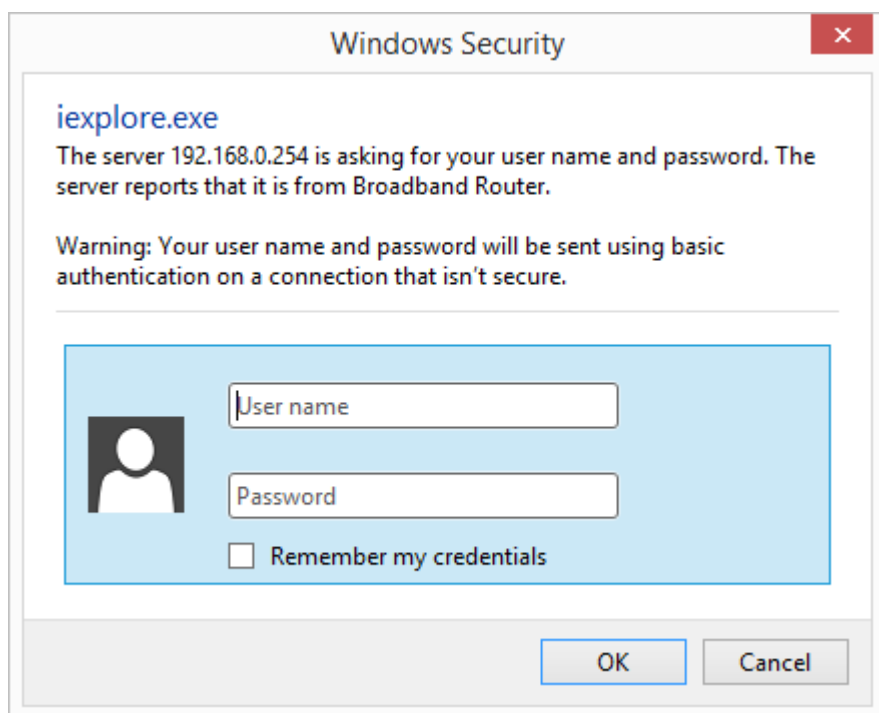 Windows Security
iexplore.exe
The server 192.168.0.254 is asking for your user name and password. The
server reports that it is from Broadband Router.
Warning: Your user name and password will be sent using basic
authentication on a connection that isn't secure.
User name
Password
Remember my credentials
OK
Cancel